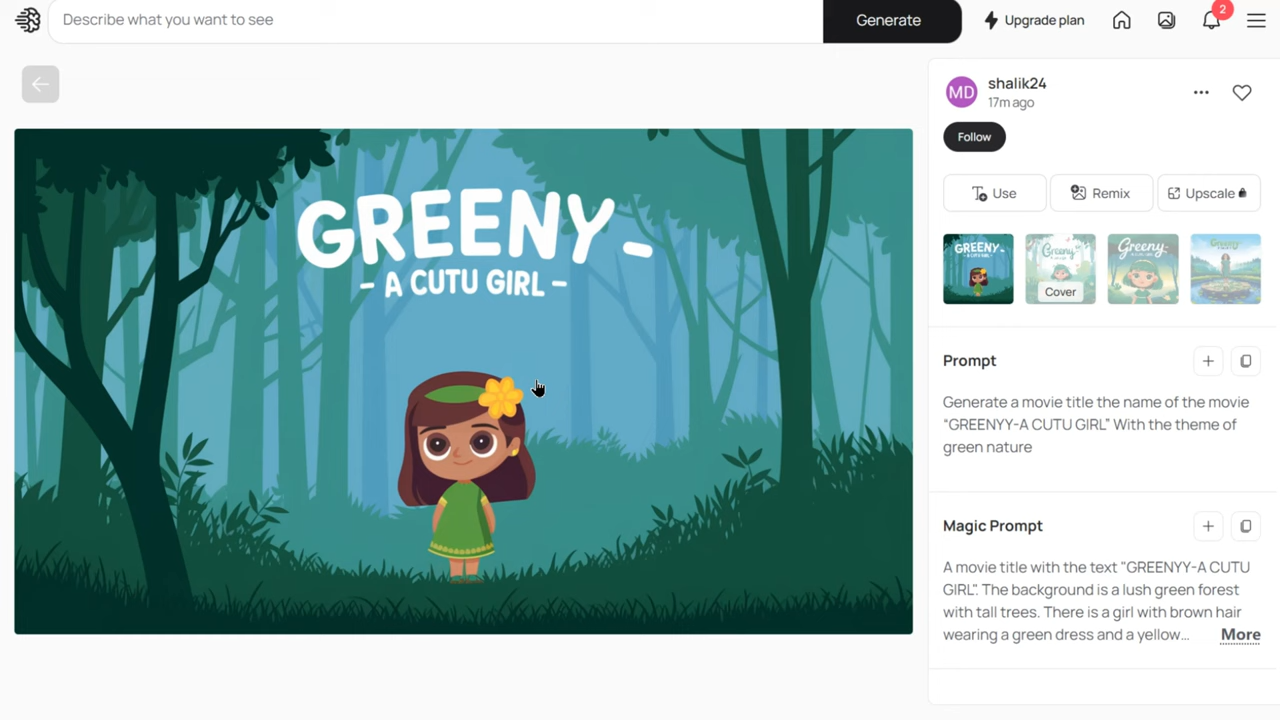 Describe what you want to see
Generate
Upgrade plan
2
MD
shalik24
17m ago
Follow
Use
Remix
Upscale
GREENY -
- A CUTU GIRL -
GREENY -
- A CUTU GIRL -
Greeny
Cover
Greeny-
Prompt
Generate a movie title the name of the movie
“GREENYY-A CUTU GIRL” With the theme of
green nature
Magic Prompt
A movie title with the text "GREENYY-A CUTU
GIRL". The background is a lush green forest
with tall trees. There is a girl with brown hair
wearing a green dress and a yellow...
More